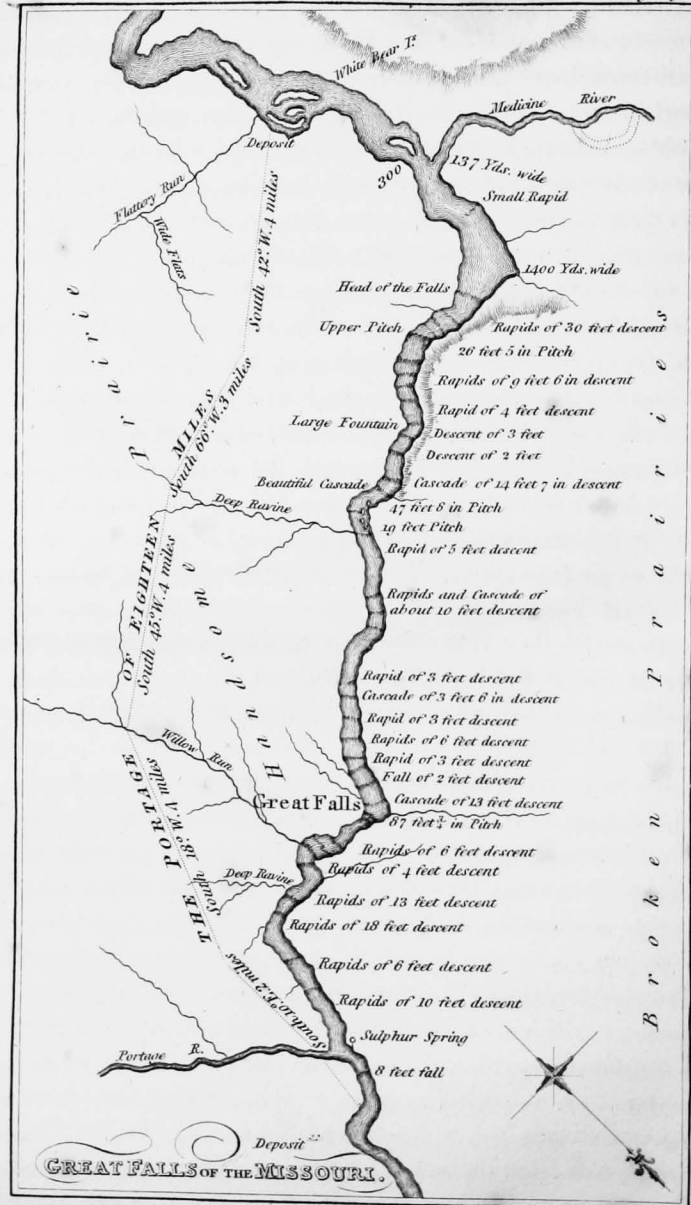 White Bear Is.
Medicine River
Deposit
300
137 Yds. wide
Small Rapid
Flattery Run
Wide Flats
South 42° W. 4 miles
1400 Yds. wide
Head of the Falls
Upper Pitch
Rapids of 30 feet descent
26 feet 5 in Pitch
Rapids of 9 feet 6 in descent
Rapid of 4 feet descent
Large Fountain
Descent of 3 feet
Descent of 2 feet
Beautiful Cascade
Cascade of 14 feet 7 in descent
47 feet 8 in Pitch
19 feet Pitch
Deep Ravine
Rapid of 5 feet descent
Rapids and Cascade of
about 10 feet descent
Rapid of 3 feet descent
Cascade of 3 feet 6 in descent
Rapid of 3 feet descent
Rapids of 6 feet descent
Rapid of 3 feet descent
Fall of 2 feet descent
Great Falls
Cascade of 13 feet descent
87 feet ¾ in Pitch
Willow Run
Rapids of 6 feet descent
Rapids of 4 feet descent
Deep Ravine
Rapids of 13 feet descent
Rapids of 18 feet descent
Rapids of 6 feet descent
Rapids of 10 feet descent
Sulphur Spring
Portage R.
8 feet fall
THE PORTAGE OF EIGHTEEN MILES
South 66° W. 3 miles
South 45° W. 4 miles
South 18° W. 4 miles
South 10° E. 2 miles
Handsome Prairie
Broken Prairies
Deposit
GREAT FALLS OF THE MISSOURI.